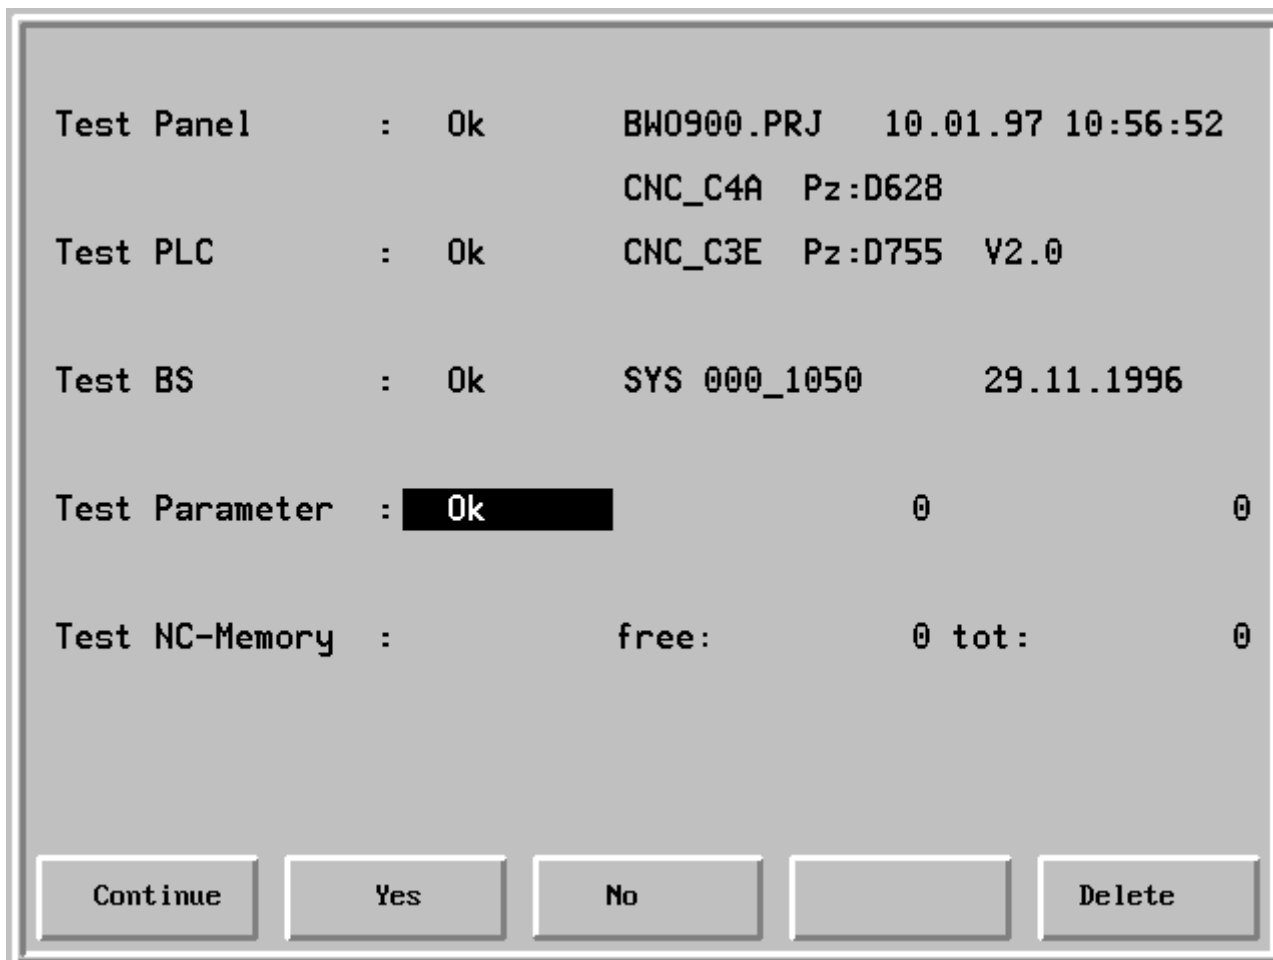 Test Panel : Ok BWO900.PRJ 10.01.97 10:56:52
CNC_C4A Pz:D628
Test PLC : Ok CNC_C3E Pz:D755 V2.0
Test BS : Ok SYS 000_1050 29.11.1996
Test Parameter : Ok 0 0
Test NC-Memory : free: 0 tot: 0
Continue Yes No Delete